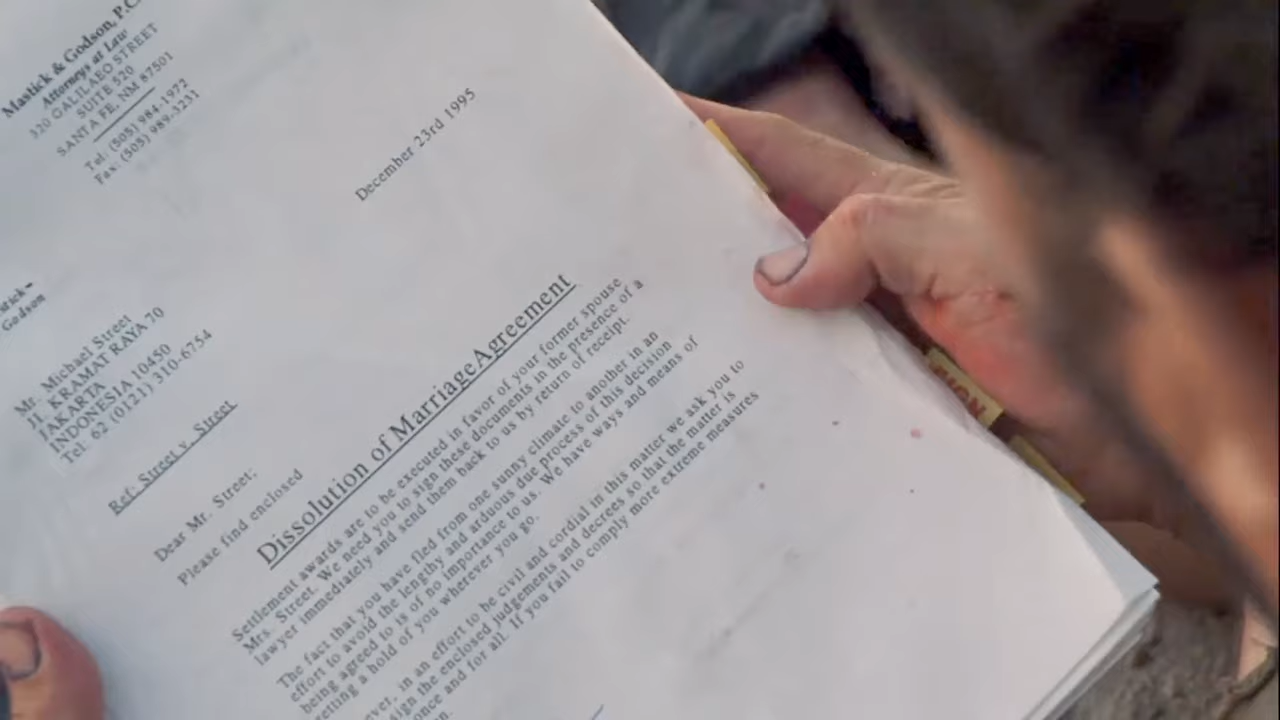 Mastick & Godson, P.C.
Attorneys at Law
320 GALILAEO STREET
SUITE 520
SANTA FE, NM 87501
Tel: (505) 984-1972
Fax: (505) 989-3231
December 23rd 1995
Godson
Mr. Michael Street
JL. KRAMAT RAYA 70
JAKARTA
INDONESIA 10450
Tel. 62 (0121) 310-6754
Ref: Street v. Street
Dear Mr. Street;
Please find enclosed
Dissolution of MarriageAgreement
Settlement awards are to be executed in favor of your former spouse
Mrs. Street. We need you to sign these documents in the presence of a
lawyer immediately and send them back to us by return of receipt.
The fact that you have fled from one sunny climate to another in an
effort to avoid the lengthy and arduous due process of this decision
being agreed to is of no importance to us. We have ways and means of
getting a hold of you wherever you go.
in an effort to be civil and cordial in this matter we ask you to
sign the enclosed judgements and decrees so that the matter is
once and for all. If you fail to comply more extreme measures
SIGN